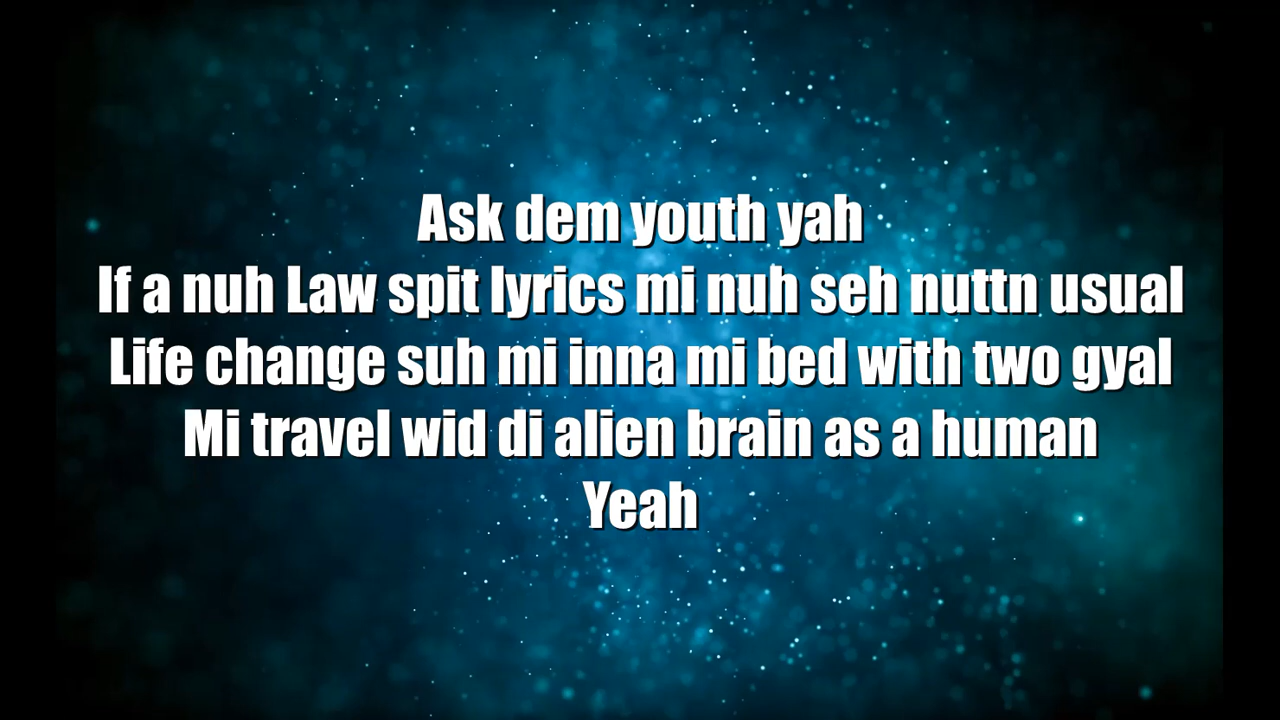 Ask dem youth yah
If a nuh Law spit lyrics mi nuh seh nuttn usual
Life change suh mi inna mi bed with two gyal
Mi travel wid di alien brain as a human
Yeah